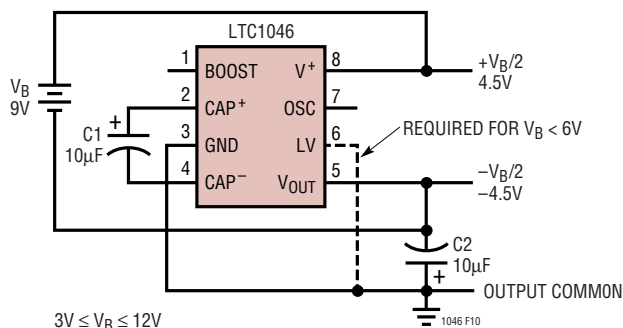 LTC1046
1 BOOST V+ 8
2 CAP+ OSC 7
3 GND LV 6
4 CAP− VOUT 5
VB
9V
C1
+
10µF
+VB/2
4.5V
REQUIRED FOR VB < 6V
−VB/2
−4.5V
C2
10µF
+
OUTPUT COMMON
3V ≤ VB ≤ 12V
1046 F10